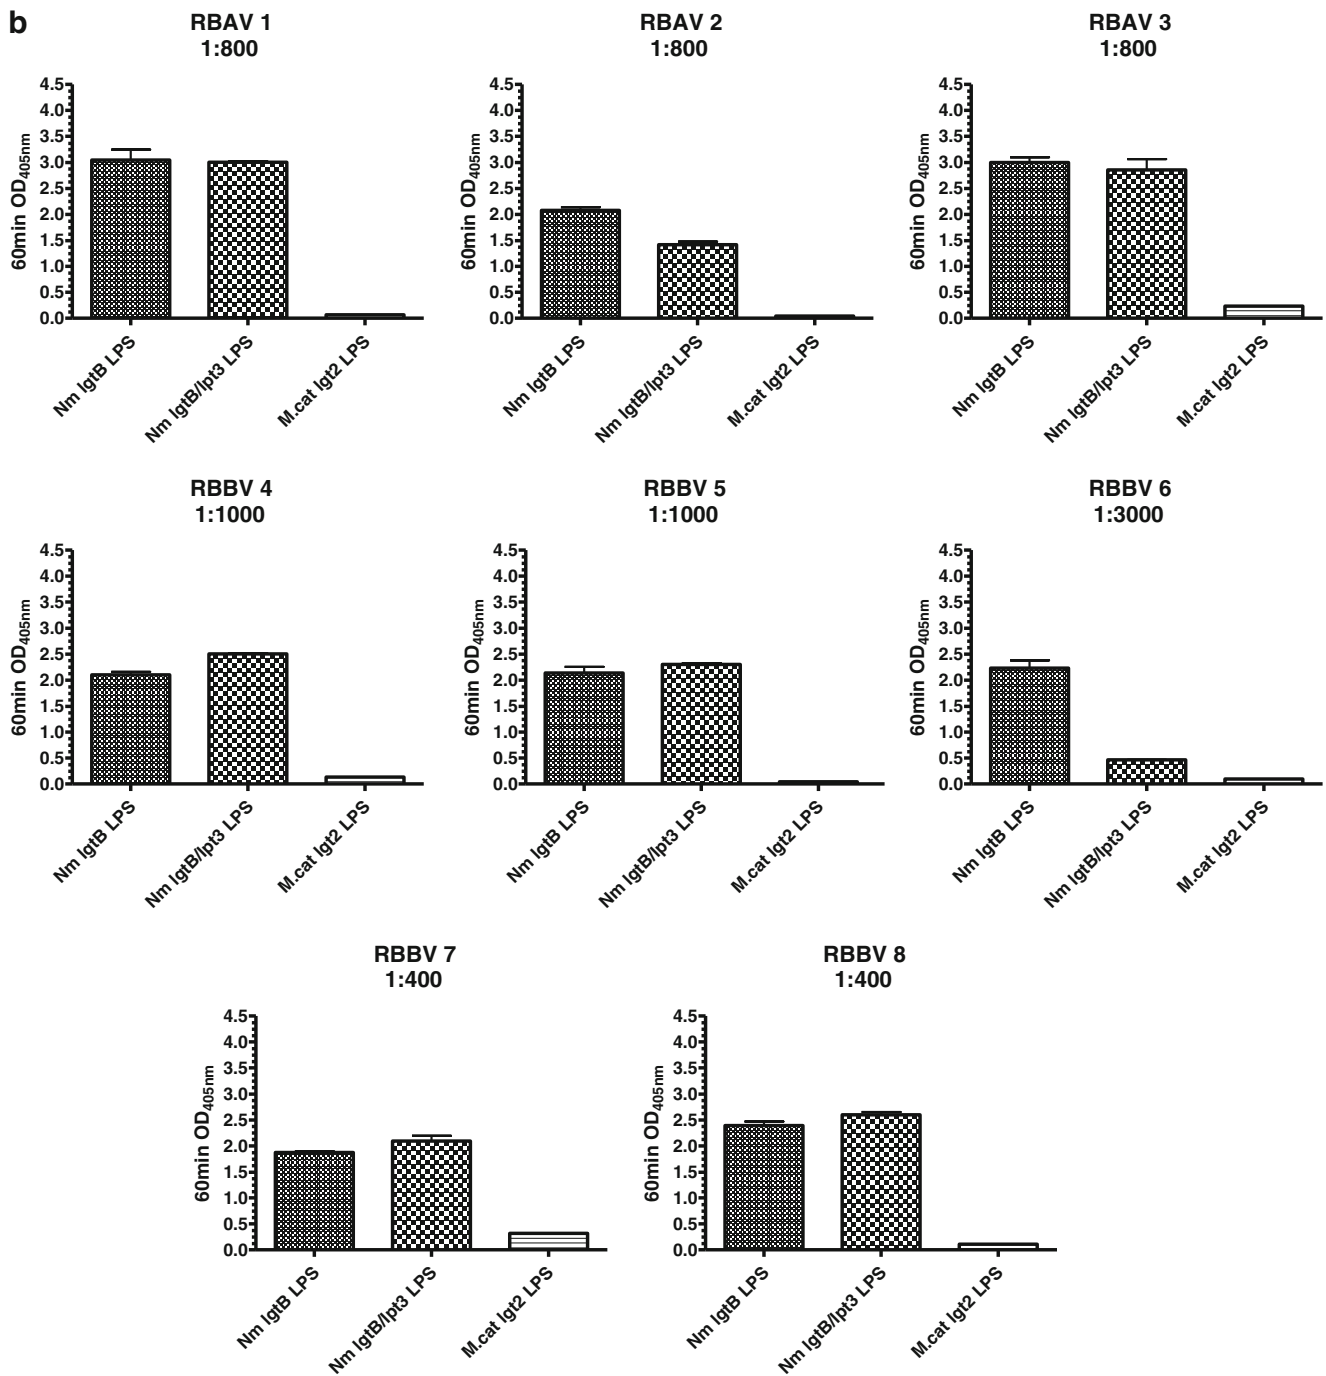 b
RBAV 1
1:800
60min OD405nm
4.5
4.0
3.5
3.0
2.5
2.0
1.5
1.0
0.5
0.0
Nm lgtB LPS
Nm lgtB/lpt3 LPS
M.cat lgt2 LPS
RBAV 2
1:800
60min OD405nm
4.5
4.0
3.5
3.0
2.5
2.0
1.5
1.0
0.5
0.0
Nm lgtB LPS
Nm lgtB/lpt3 LPS
M.cat lgt2 LPS
RBAV 3
1:800
60min OD405nm
4.5
4.0
3.5
3.0
2.5
2.0
1.5
1.0
0.5
0.0
Nm lgtB LPS
Nm lgtB/lpt3 LPS
M.cat lgt2 LPS
RBBV 4
1:1000
60min OD405nm
4.5
4.0
3.5
3.0
2.5
2.0
1.5
1.0
0.5
0.0
Nm lgtB LPS
Nm lgtB/lpt3 LPS
M.cat lgt2 LPS
RBBV 5
1:1000
60min OD405nm
4.5
4.0
3.5
3.0
2.5
2.0
1.5
1.0
0.5
0.0
Nm lgtB LPS
Nm lgtB/lpt3 LPS
M.cat lgt2 LPS
RBBV 6
1:3000
60min OD405nm
4.5
4.0
3.5
3.0
2.5
2.0
1.5
1.0
0.5
0.0
Nm lgtB LPS
Nm lgtB/lpt3 LPS
M.cat lgt2 LPS
RBBV 7
1:400
60min OD405nm
4.5
4.0
3.5
3.0
2.5
2.0
1.5
1.0
0.5
0.0
Nm lgtB LPS
Nm lgtB/lpt3 LPS
M.cat lgt2 LPS
RBBV 8
1:400
60min OD405nm
4.5
4.0
3.5
3.0
2.5
2.0
1.5
1.0
0.5
0.0
Nm lgtB LPS
Nm lgtB/lpt3 LPS
M.cat lgt2 LPS